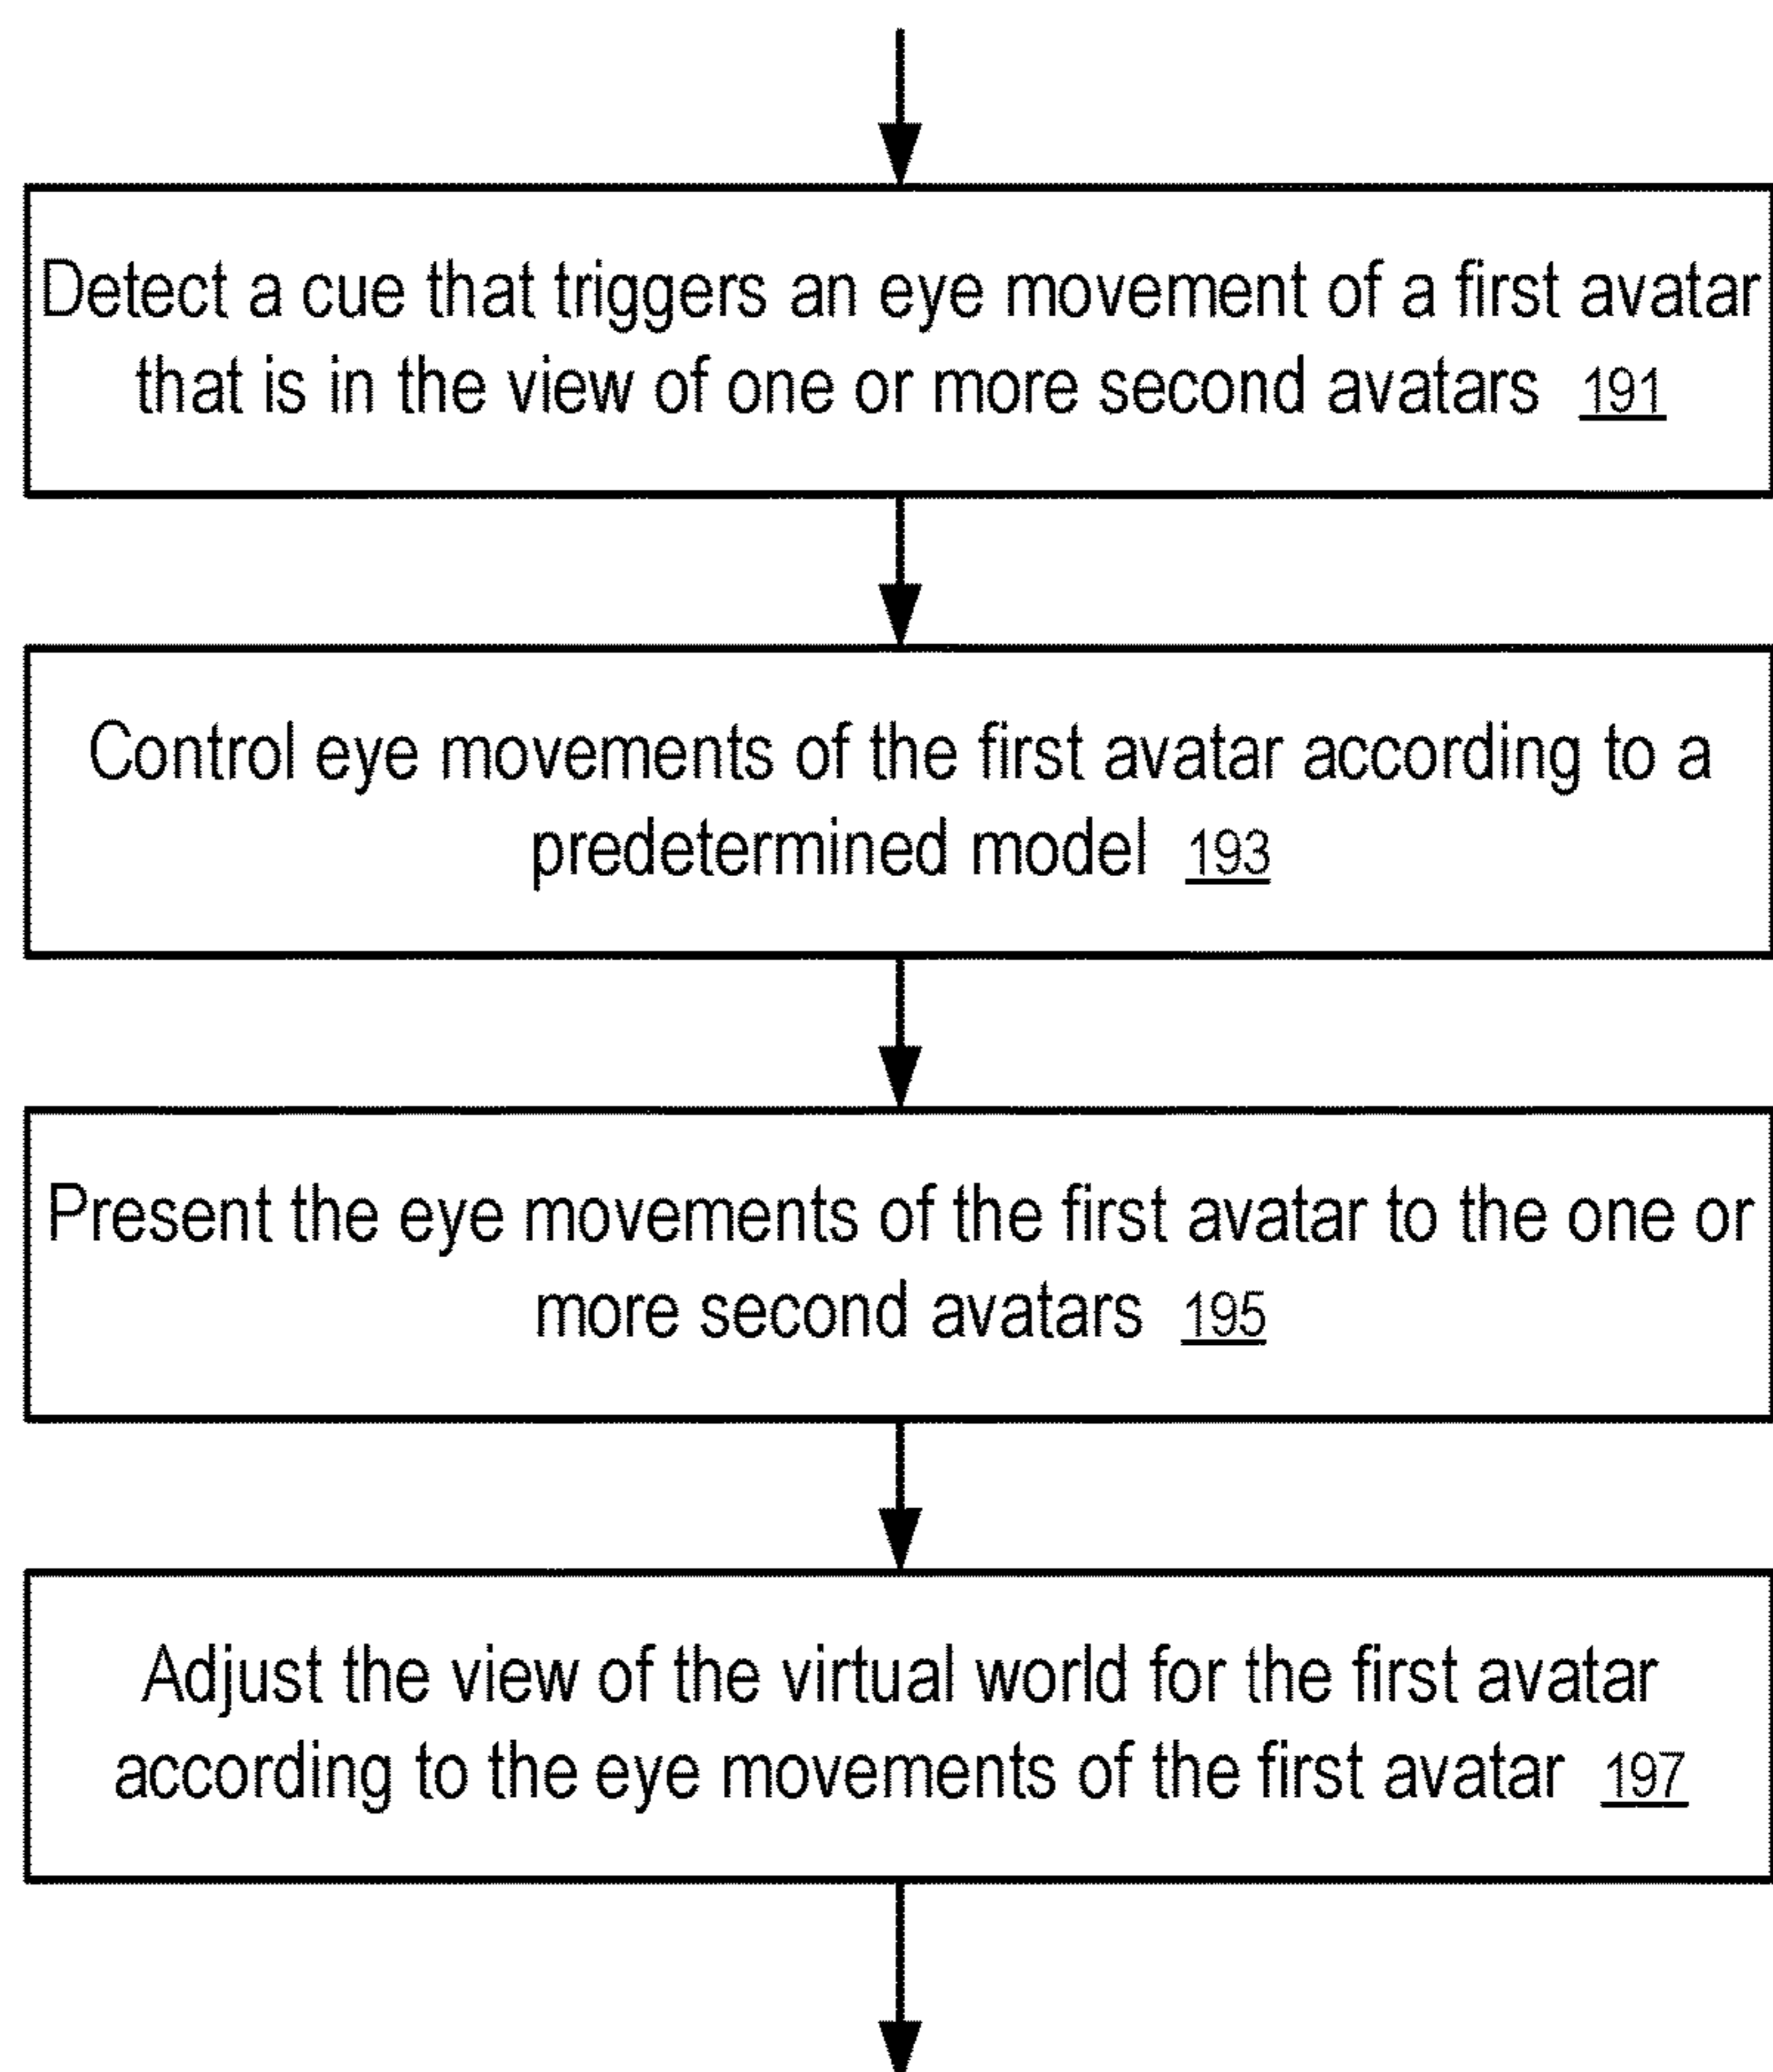 Detect a cue that triggers an eye movement of a first avatar
that is in the view of one or more second avatars 191
Control eye movements of the first avatar according to a
predetermined model 193
Present the eye movements of the first avatar to the one or
more second avatars 195
Adjust the view of the virtual world for the first avatar
according to the eye movements of the first avatar 197